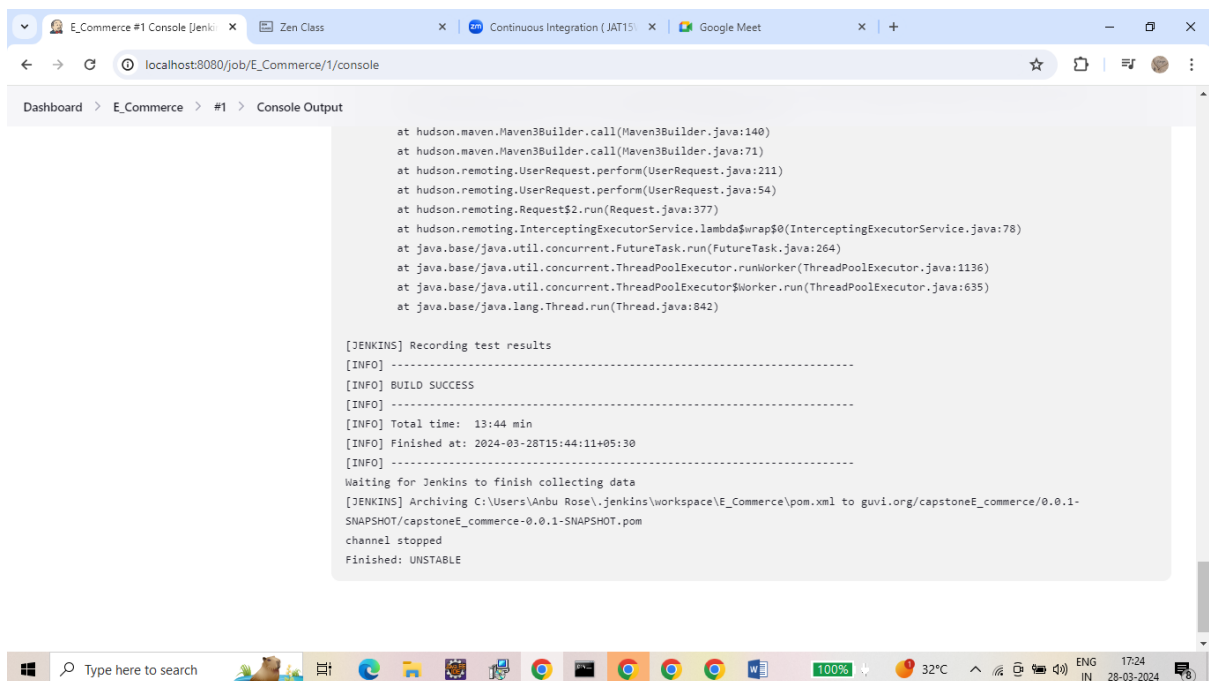 E_Commerce #1 Console [Jenki
Zen Class
zm Continuous Integration ( JAT15\
Google Meet
localhost:8080/job/E_Commerce/1/console
Dashboard > E_Commerce > #1 > Console Output
at hudson.maven.Maven3Builder.call(Maven3Builder.java:140)
at hudson.maven.Maven3Builder.call(Maven3Builder.java:71)
at hudson.remoting.UserRequest.perform(UserRequest.java:211)
at hudson.remoting.UserRequest.perform(UserRequest.java:54)
at hudson.remoting.Request$2.run(Request.java:377)
at hudson.remoting.InterceptingExecutorService.lambda$wrap$0(InterceptingExecutorService.java:78)
at java.base/java.util.concurrent.FutureTask.run(FutureTask.java:264)
at java.base/java.util.concurrent.ThreadPoolExecutor.runWorker(ThreadPoolExecutor.java:1136)
at java.base/java.util.concurrent.ThreadPoolExecutor$Worker.run(ThreadPoolExecutor.java:635)
at java.base/java.lang.Thread.run(Thread.java:842)
[JENKINS] Recording test results
[INFO] ------------------------------------------------------------------------
[INFO] BUILD SUCCESS
[INFO] ------------------------------------------------------------------------
[INFO] Total time:  13:44 min
[INFO] Finished at: 2024-03-28T15:44:11+05:30
[INFO] ------------------------------------------------------------------------
Waiting for Jenkins to finish collecting data
[JENKINS] Archiving C:\Users\Anbu Rose\.jenkins\workspace\E_Commerce\pom.xml to guvi.org/capstoneE_commerce/0.0.1-
SNAPSHOT/capstoneE_commerce-0.0.1-SNAPSHOT.pom
channel stopped
Finished: UNSTABLE
Type here to search
100%
32°C
ENG
IN
17:24
28-03-2024
8